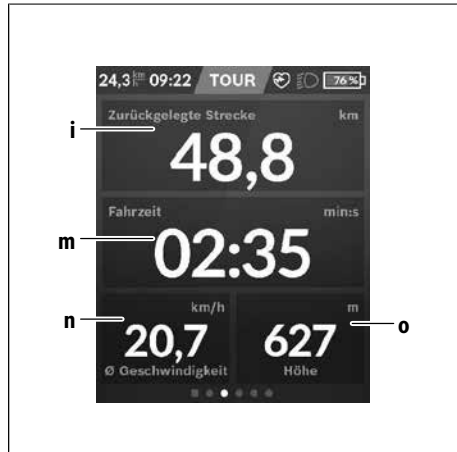 24,3 km/h 09:22 TOUR 76 %
Zurückgelegte Strecke km
i
48,8
Fahrzeit min:s
m
02:35
km/h m
n o
20,7 627
Ø Geschwindigkeit Höhe